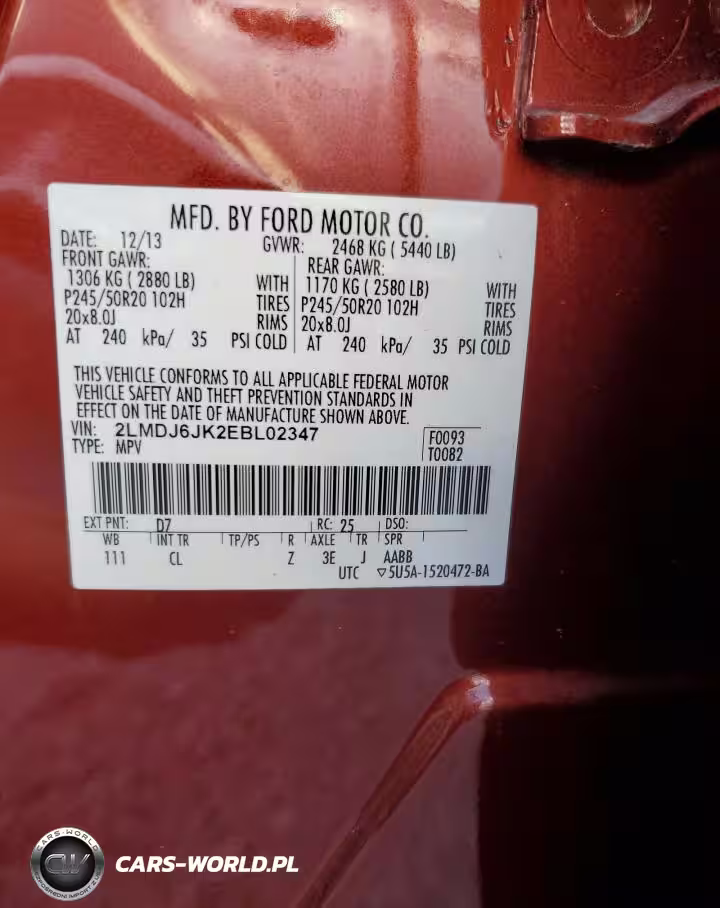 MFD. BY FORD MOTOR CO.
DATE: 12/13 GVWR: 2468 KG ( 5440 LB)
FRONT GAWR: REAR GAWR:
1306 KG ( 2880 LB) WITH 1170 KG ( 2580 LB) WITH
P245/50R20 102H TIRES P245/50R20 102H TIRES
20x8.0J RIMS 20x8.0J RIMS
AT 240 kPa/ 35 PSI COLD AT 240 kPa/ 35 PSI COLD
THIS VEHICLE CONFORMS TO ALL APPLICABLE FEDERAL MOTOR
VEHICLE SAFETY AND THEFT PREVENTION STANDARDS IN
EFFECT ON THE DATE OF MANUFACTURE SHOWN ABOVE.
VIN: 2LMDJ6JK2EBL02347 F0093
TYPE: MPV T0082
EXT PNT: D7 RC: 25 DSO:
WB INT TR TP/PS R AXLE TR SPR
111 CL Z 3E J AABB
UTC ▽5U5A-1520472-BA
CARS-WORLD
CW
CARS-WORLD.PL